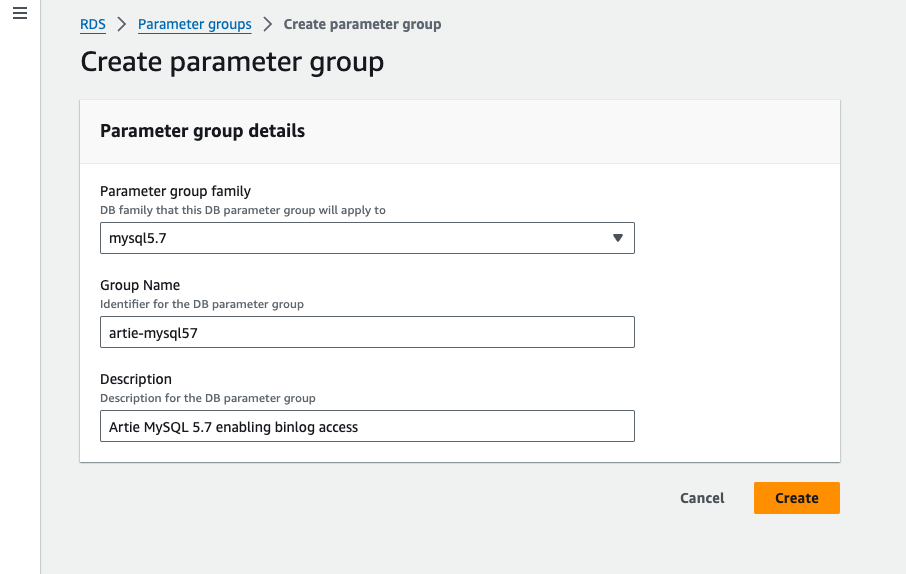 RDS > Parameter groups > Create parameter group
Create parameter group
Parameter group details
Parameter group family
DB family that this DB parameter group will apply to
mysql5.7
Group Name
Identifier for the DB parameter group
artie-mysql57
Description
Description for the DB parameter group
Artie MySQL 5.7 enabling binlog access
Cancel Create